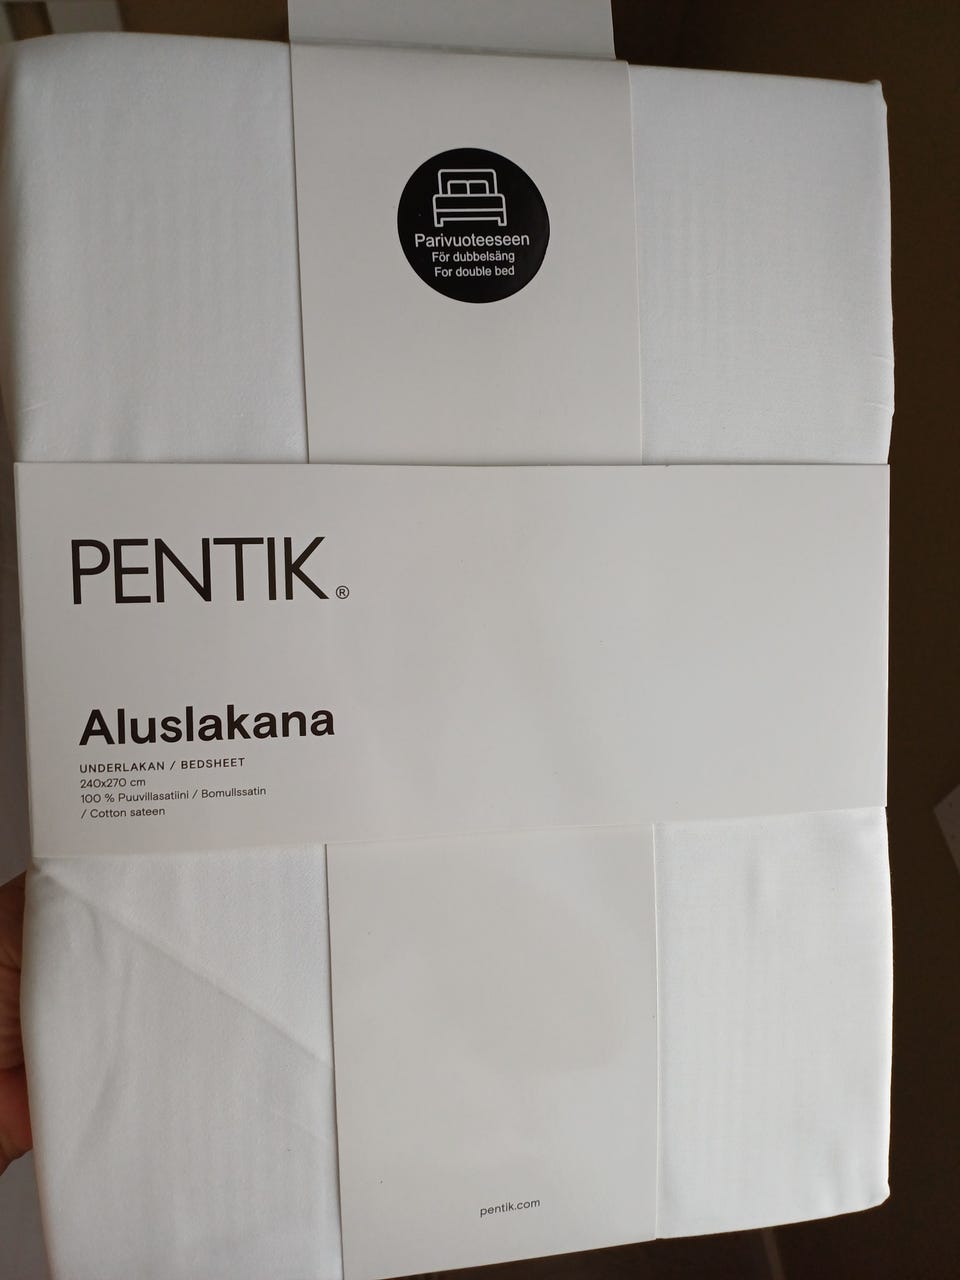 Parivuoteeseen
För dubbelsäng
For double bed
PENTIK®
Aluslakana
UNDERLAKAN / BEDSHEET
240x270 cm
100 % Puuvillasatiini / Bomullssatin
/ Cotton sateen
pentik.com